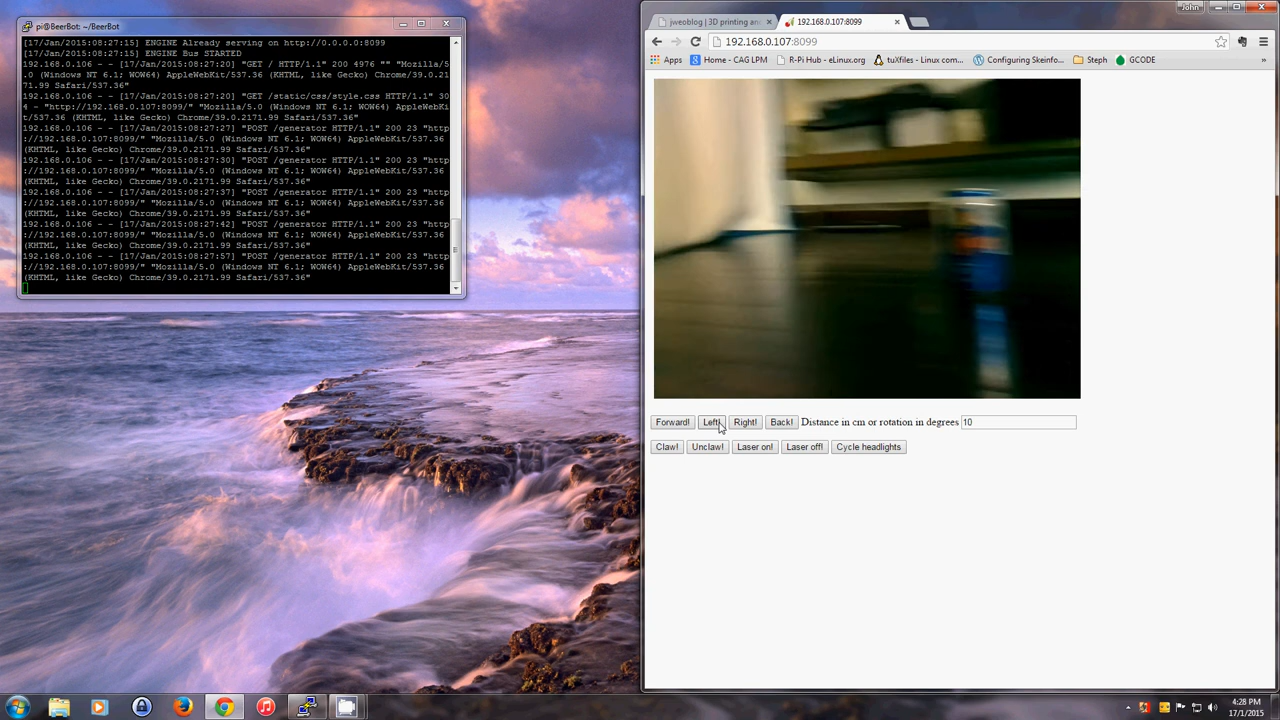 pi@BeerBot: ~/BeerBot
[17/Jan/2015:08:27:15] ENGINE Already serving on http://0.0.0.0:8099
[17/Jan/2015:08:27:15] ENGINE Bus STARTED
192.168.0.106 - - [17/Jan/2015:08:27:20] "GET / HTTP/1.1" 200 4976 "" "Mozilla/5
.0 (Windows NT 6.1; WOW64) AppleWebKit/537.36 (KHTML, like Gecko) Chrome/39.0.21
71.99 Safari/537.36"
192.168.0.106 - - [17/Jan/2015:08:27:20] "GET /static/css/style.css HTTP/1.1" 30
4 - "http://192.168.0.107:8099/" "Mozilla/5.0 (Windows NT 6.1; WOW64) AppleWebKi
t/537.36 (KHTML, like Gecko) Chrome/39.0.2171.99 Safari/537.36"
192.168.0.106 - - [17/Jan/2015:08:27:27] "POST /generator HTTP/1.1" 200 23 "http
://192.168.0.107:8099/" "Mozilla/5.0 (Windows NT 6.1; WOW64) AppleWebKit/537.36
(KHTML, like Gecko) Chrome/39.0.2171.99 Safari/537.36"
192.168.0.106 - - [17/Jan/2015:08:27:30] "POST /generator HTTP/1.1" 200 23 "http
://192.168.0.107:8099/" "Mozilla/5.0 (Windows NT 6.1; WOW64) AppleWebKit/537.36
(KHTML, like Gecko) Chrome/39.0.2171.99 Safari/537.36"
192.168.0.106 - - [17/Jan/2015:08:27:37] "POST /generator HTTP/1.1" 200 23 "http
://192.168.0.107:8099/" "Mozilla/5.0 (Windows NT 6.1; WOW64) AppleWebKit/537.36
(KHTML, like Gecko) Chrome/39.0.2171.99 Safari/537.36"
192.168.0.106 - - [17/Jan/2015:08:27:42] "POST /generator HTTP/1.1" 200 23 "http
://192.168.0.107:8099/" "Mozilla/5.0 (Windows NT 6.1; WOW64) AppleWebKit/537.36
(KHTML, like Gecko) Chrome/39.0.2171.99 Safari/537.36"
192.168.0.106 - - [17/Jan/2015:08:27:57] "POST /generator HTTP/1.1" 200 23 "http
://192.168.0.107:8099/" "Mozilla/5.0 (Windows NT 6.1; WOW64) AppleWebKit/537.36
(KHTML, like Gecko) Chrome/39.0.2171.99 Safari/537.36"
John
jweoblog | 3D printing an 192.168.0.107:8099
192.168.0.107:8099
Apps Home - CAG LPM R-Pi Hub - eLinux.org tuXfiles - Linux com... Configuring Skeinfo... Steph GCODE
Forward! Left! Right! Back! Distance in cm or rotation in degrees 10
Claw! Unclaw! Laser on! Laser off! Cycle headlights
4:28 PM
17/1/2015